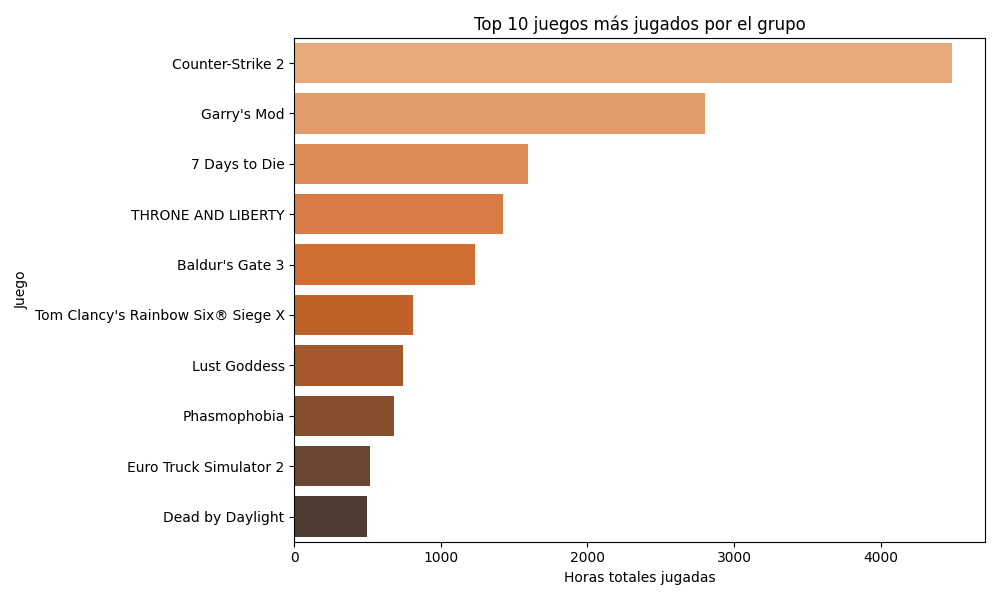 Top 10 juegos más jugados por el grupo
Juego
Counter-Strike 2
Garry's Mod
7 Days to Die
THRONE AND LIBERTY
Baldur's Gate 3
Tom Clancy's Rainbow Six® Siege X
Lust Goddess
Phasmophobia
Euro Truck Simulator 2
Dead by Daylight
0 1000 2000 3000 4000
Horas totales jugadas